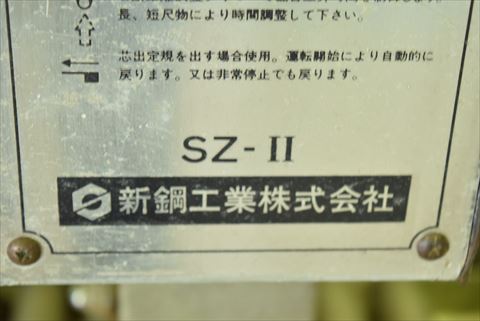 長、短尺物により時間調整して下さい。
芯出定規を出す場合使用。運転開始により自動的に
戻ります。又は非常停止でも戻ります。
SZ-II
新鋼工業株式会社